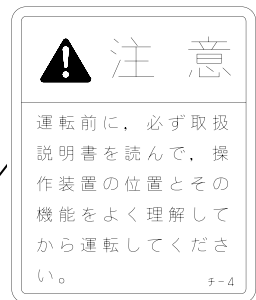 注 意
運転前に，必ず取扱
説明書を読んで，操
作装置の位置とその
機能をよく理解して
から運転してくださ
い。
チ-4